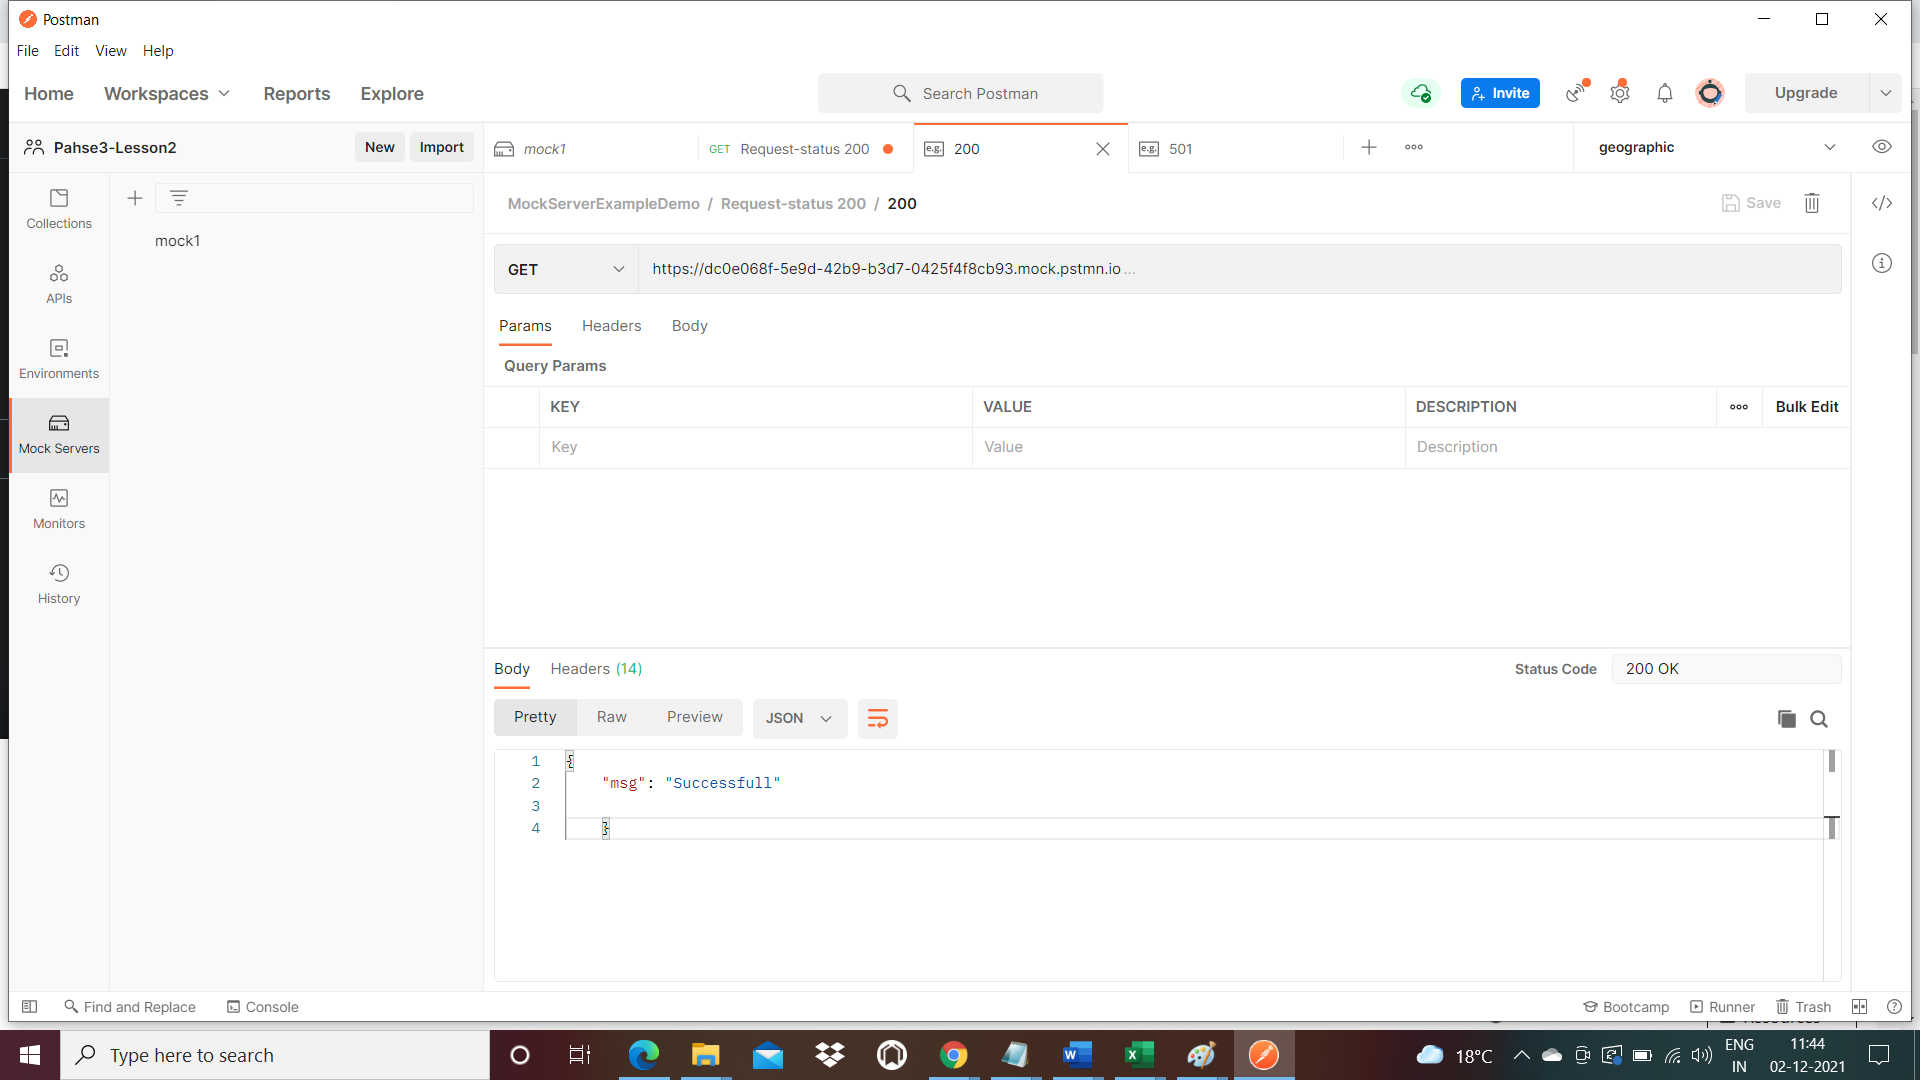 Postman
File Edit View Help
Home Workspaces Reports Explore Search Postman Invite Upgrade
Pahse3-Lesson2 New Import mock1 GET Request-status 200 e.g. 200 e.g. 501 geographic
Collections
mock1
APIs
Environments
Mock Servers
Monitors
History
MockServerExampleDemo / Request-status 200 / 200 Save
GET https://dc0e068f-5e9d-42b9-b3d7-0425f4f8cb93.mock.pstmn.io ...
Params Headers Body
Query Params
KEY VALUE DESCRIPTION Bulk Edit
Key Value Description
Body Headers (14) Status Code 200 OK
Pretty Raw Preview JSON
1 {
2 "msg": "Successfull"
3
4 }
Find and Replace Console Bootcamp Runner Trash
Type here to search 18°C ENG 11:44
IN 02-12-2021